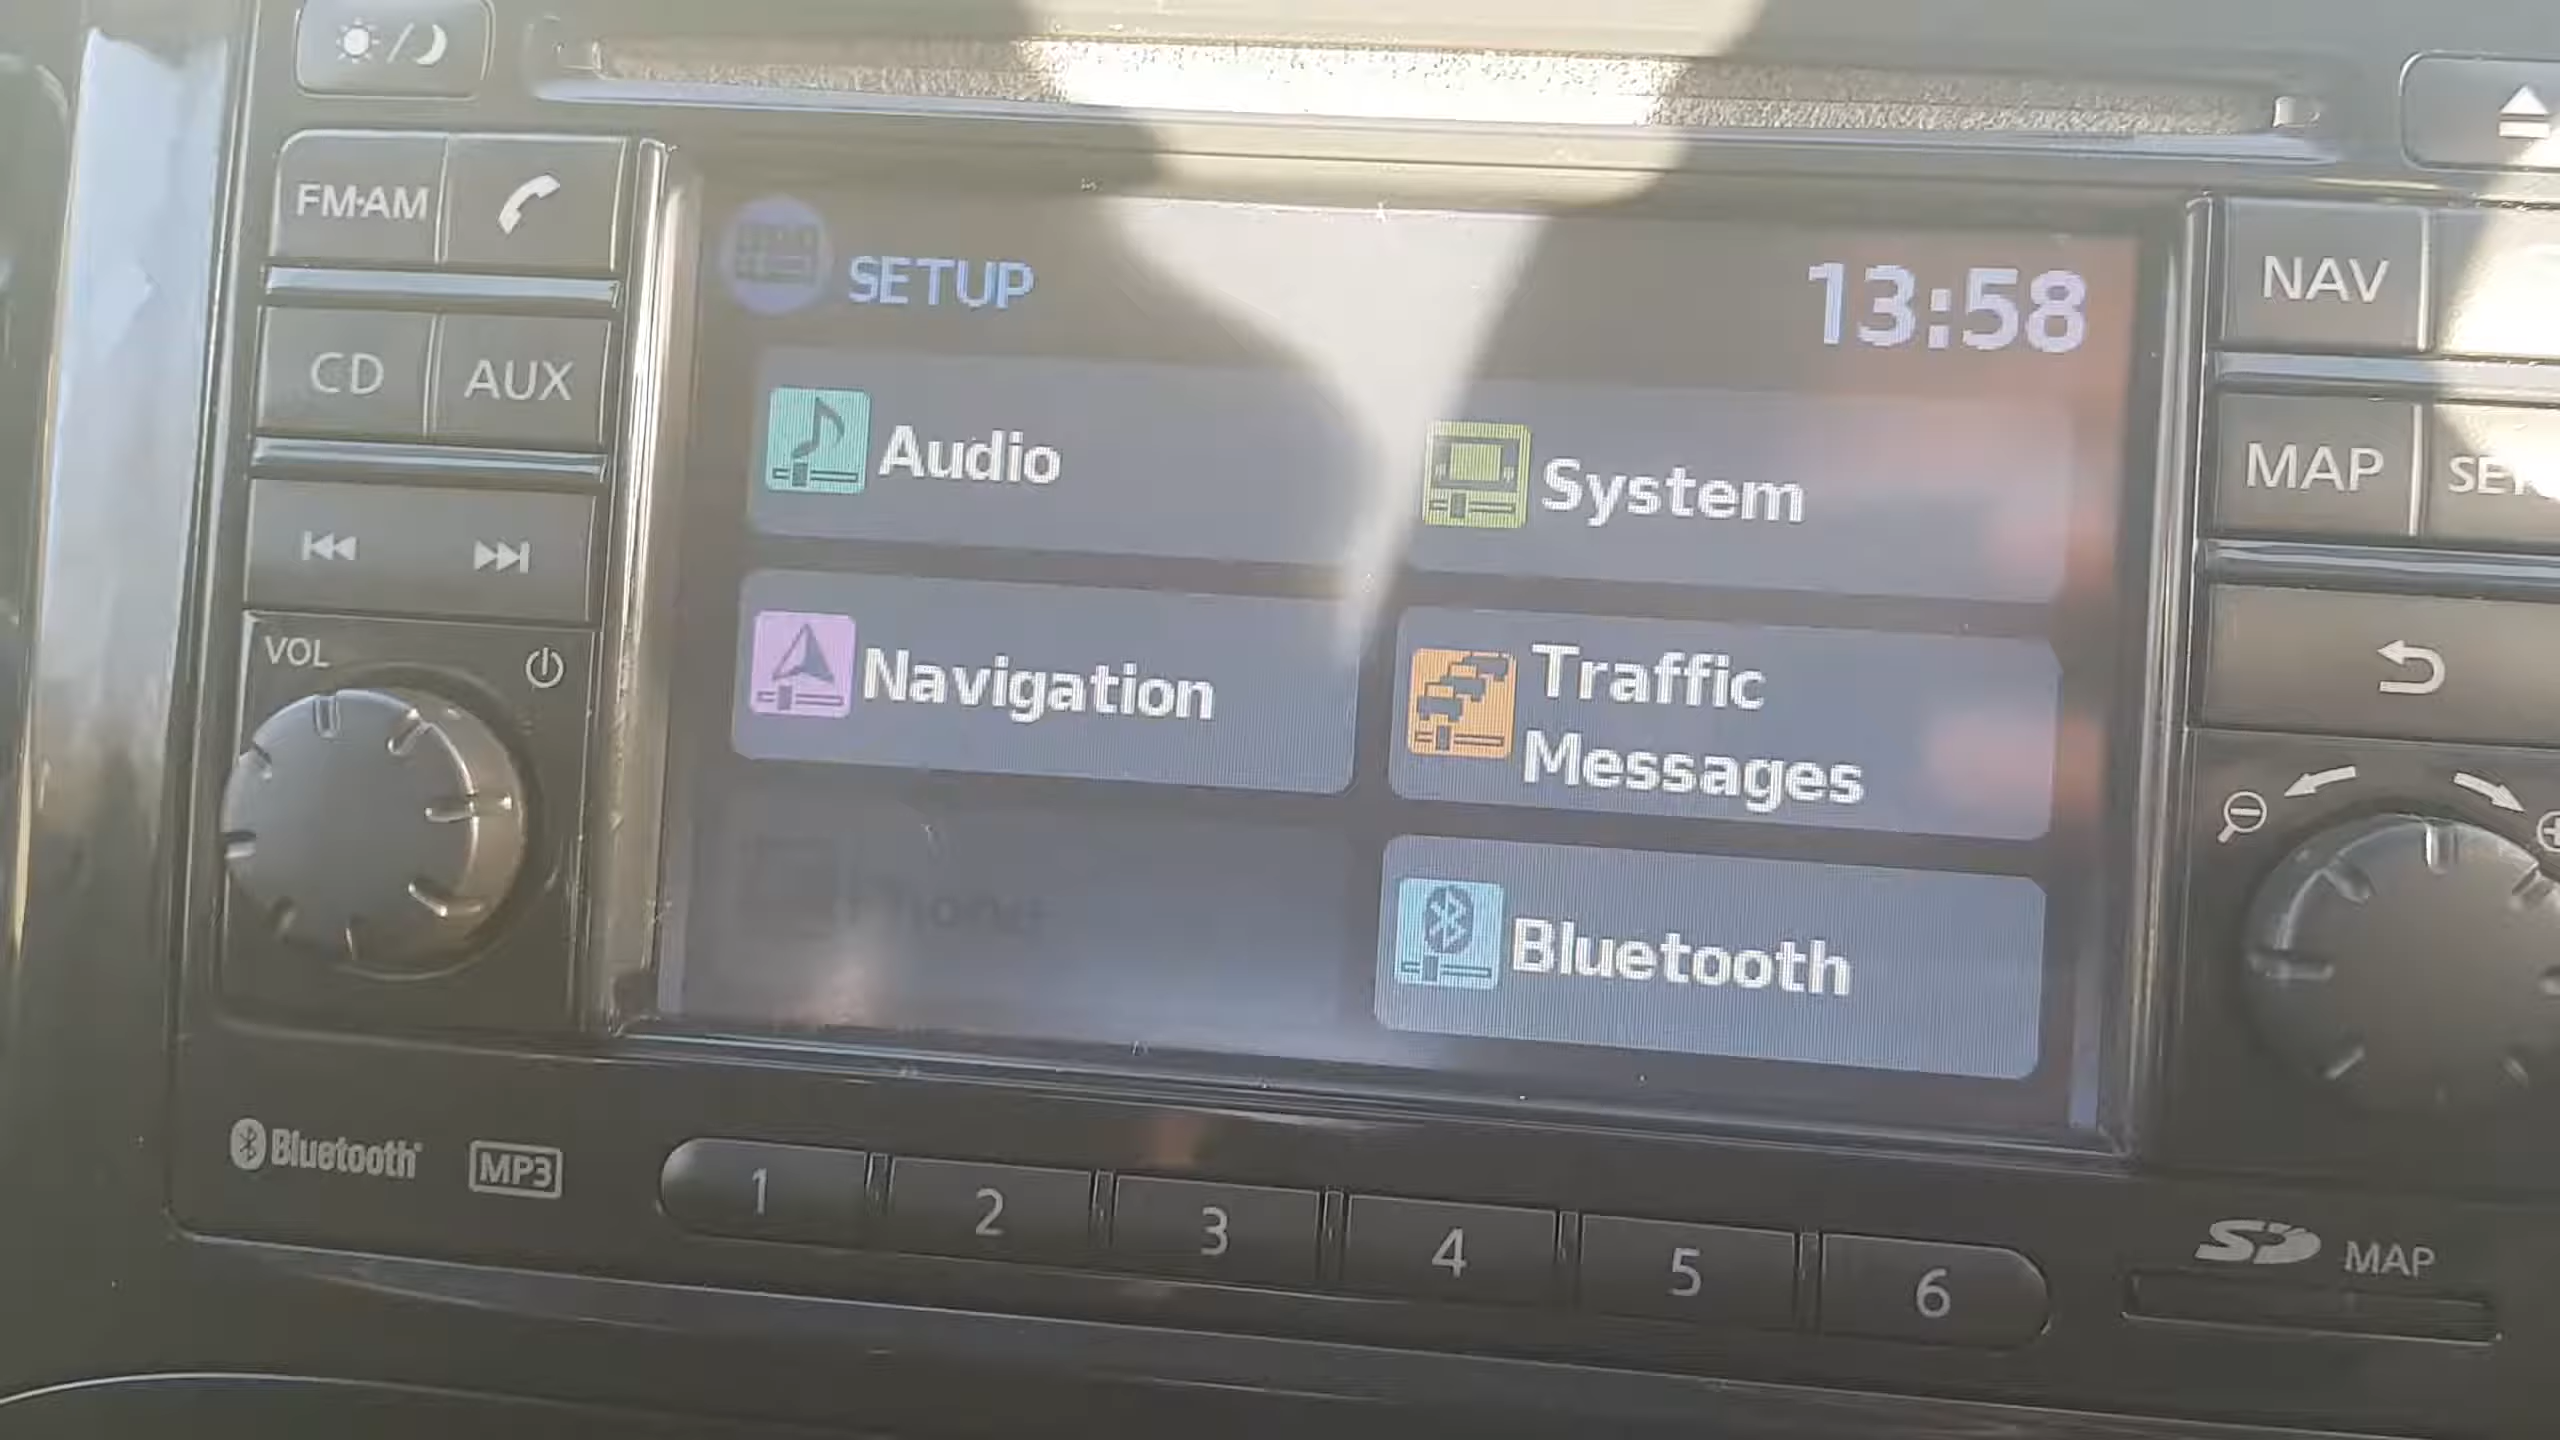 FM·AM
CD
AUX
VOL
SETUP
13:58
Audio
System
Navigation
Traffic
Messages
Phone
Bluetooth
NAV
MAP
Bluetooth
MP3
1
2
3
4
5
6
SD
MAP